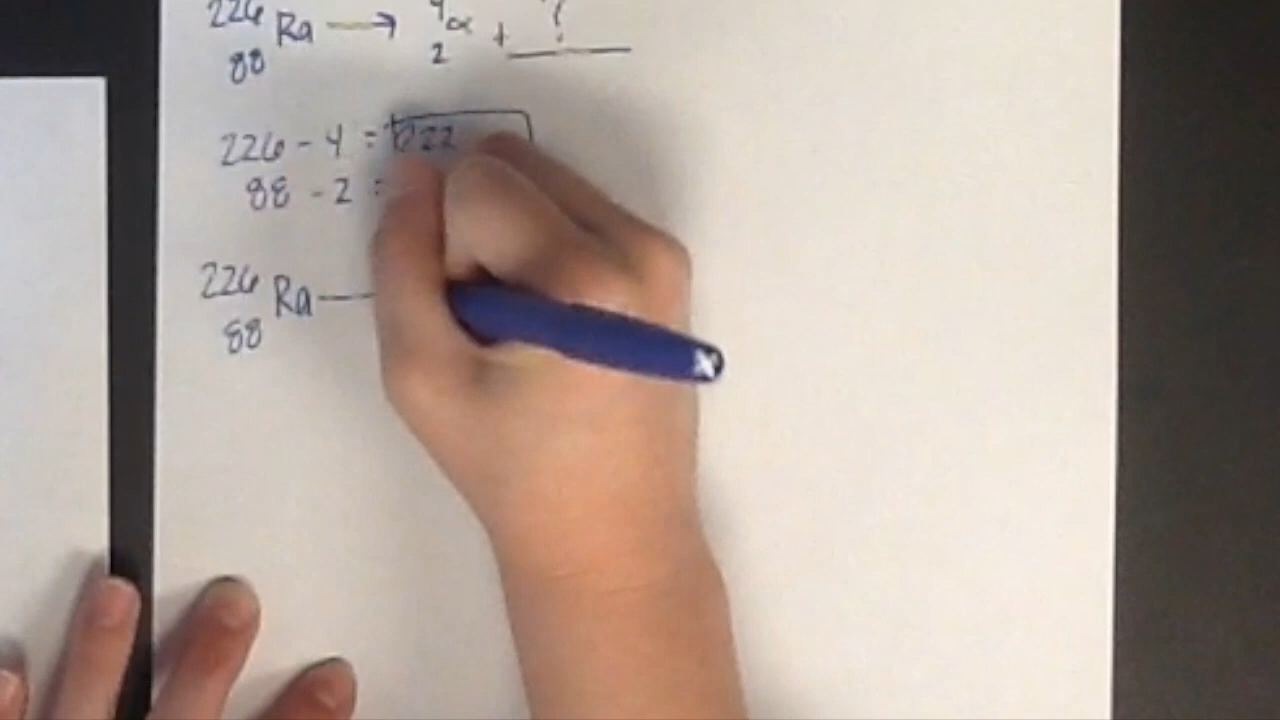 226 Ra → 4 α + ?
88 2
226 - 4 = 222
88 - 2 =
226 Ra —
88